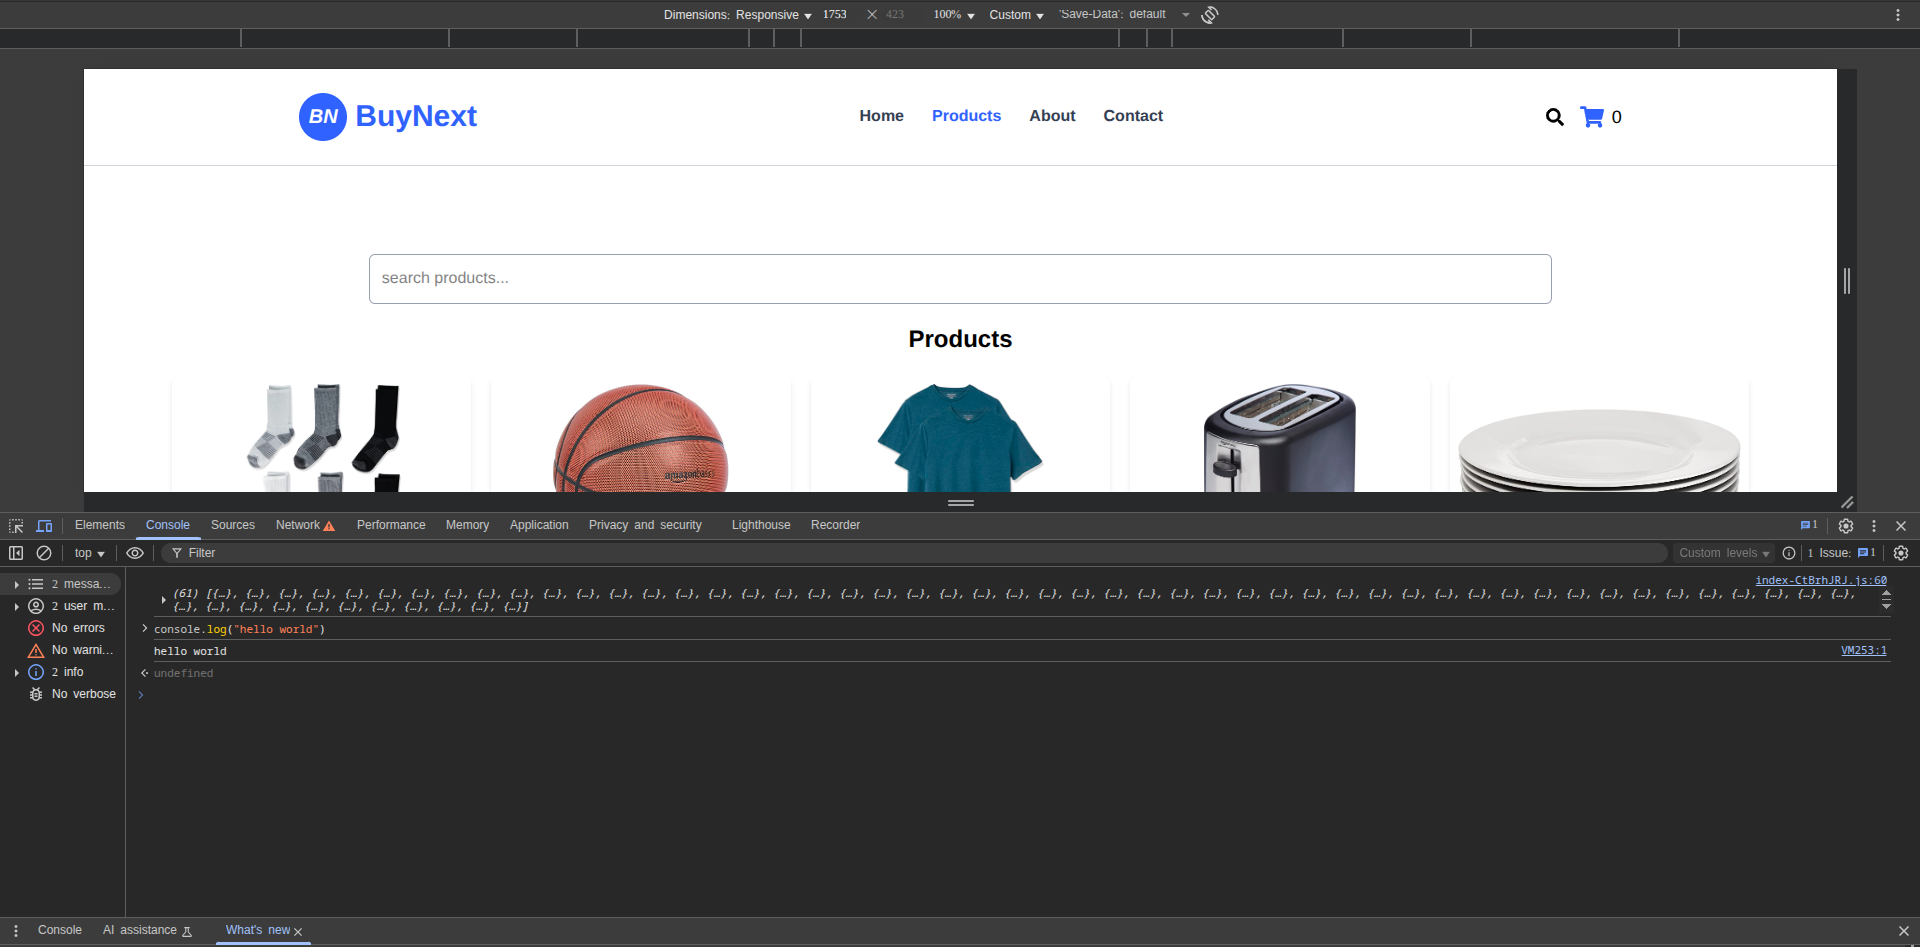 Dimensions: Responsive 1753 423 100% Custom 'Save-Data': default
BN BuyNext Home Products About Contact 0
search products...
Products
amazonbasics
Elements Console Sources Network Performance Memory Application Privacy and security Lighthouse Recorder 1
top Filter Custom levels 1 Issue: 1
2 messa...
2 user m...
No errors
No warni...
2 info
No verbose
index-CtBrhJRJ.js:60
(61) [{…}, {…}, {…}, {…}, {…}, {…}, {…}, {…}, {…}, {…}, {…}, {…}, {…}, {…}, {…}, {…}, {…}, {…}, {…}, {…}, {…}, {…}, {…}, {…}, {…}, {…}, {…}, {…}, {…}, {…}, {…}, {…}, {…}, {…}, {…}, {…}, {…}, {…}, {…}, {…}, {…}, {…}, {…}, {…}, {…}, {…}, {…}, {…}, {…}, {…},
{…}, {…}, {…}, {…}, {…}, {…}, {…}, {…}, {…}, {…}, {…}]
console.log("hello world")
hello world VM253:1
undefined
Console AI assistance What's new